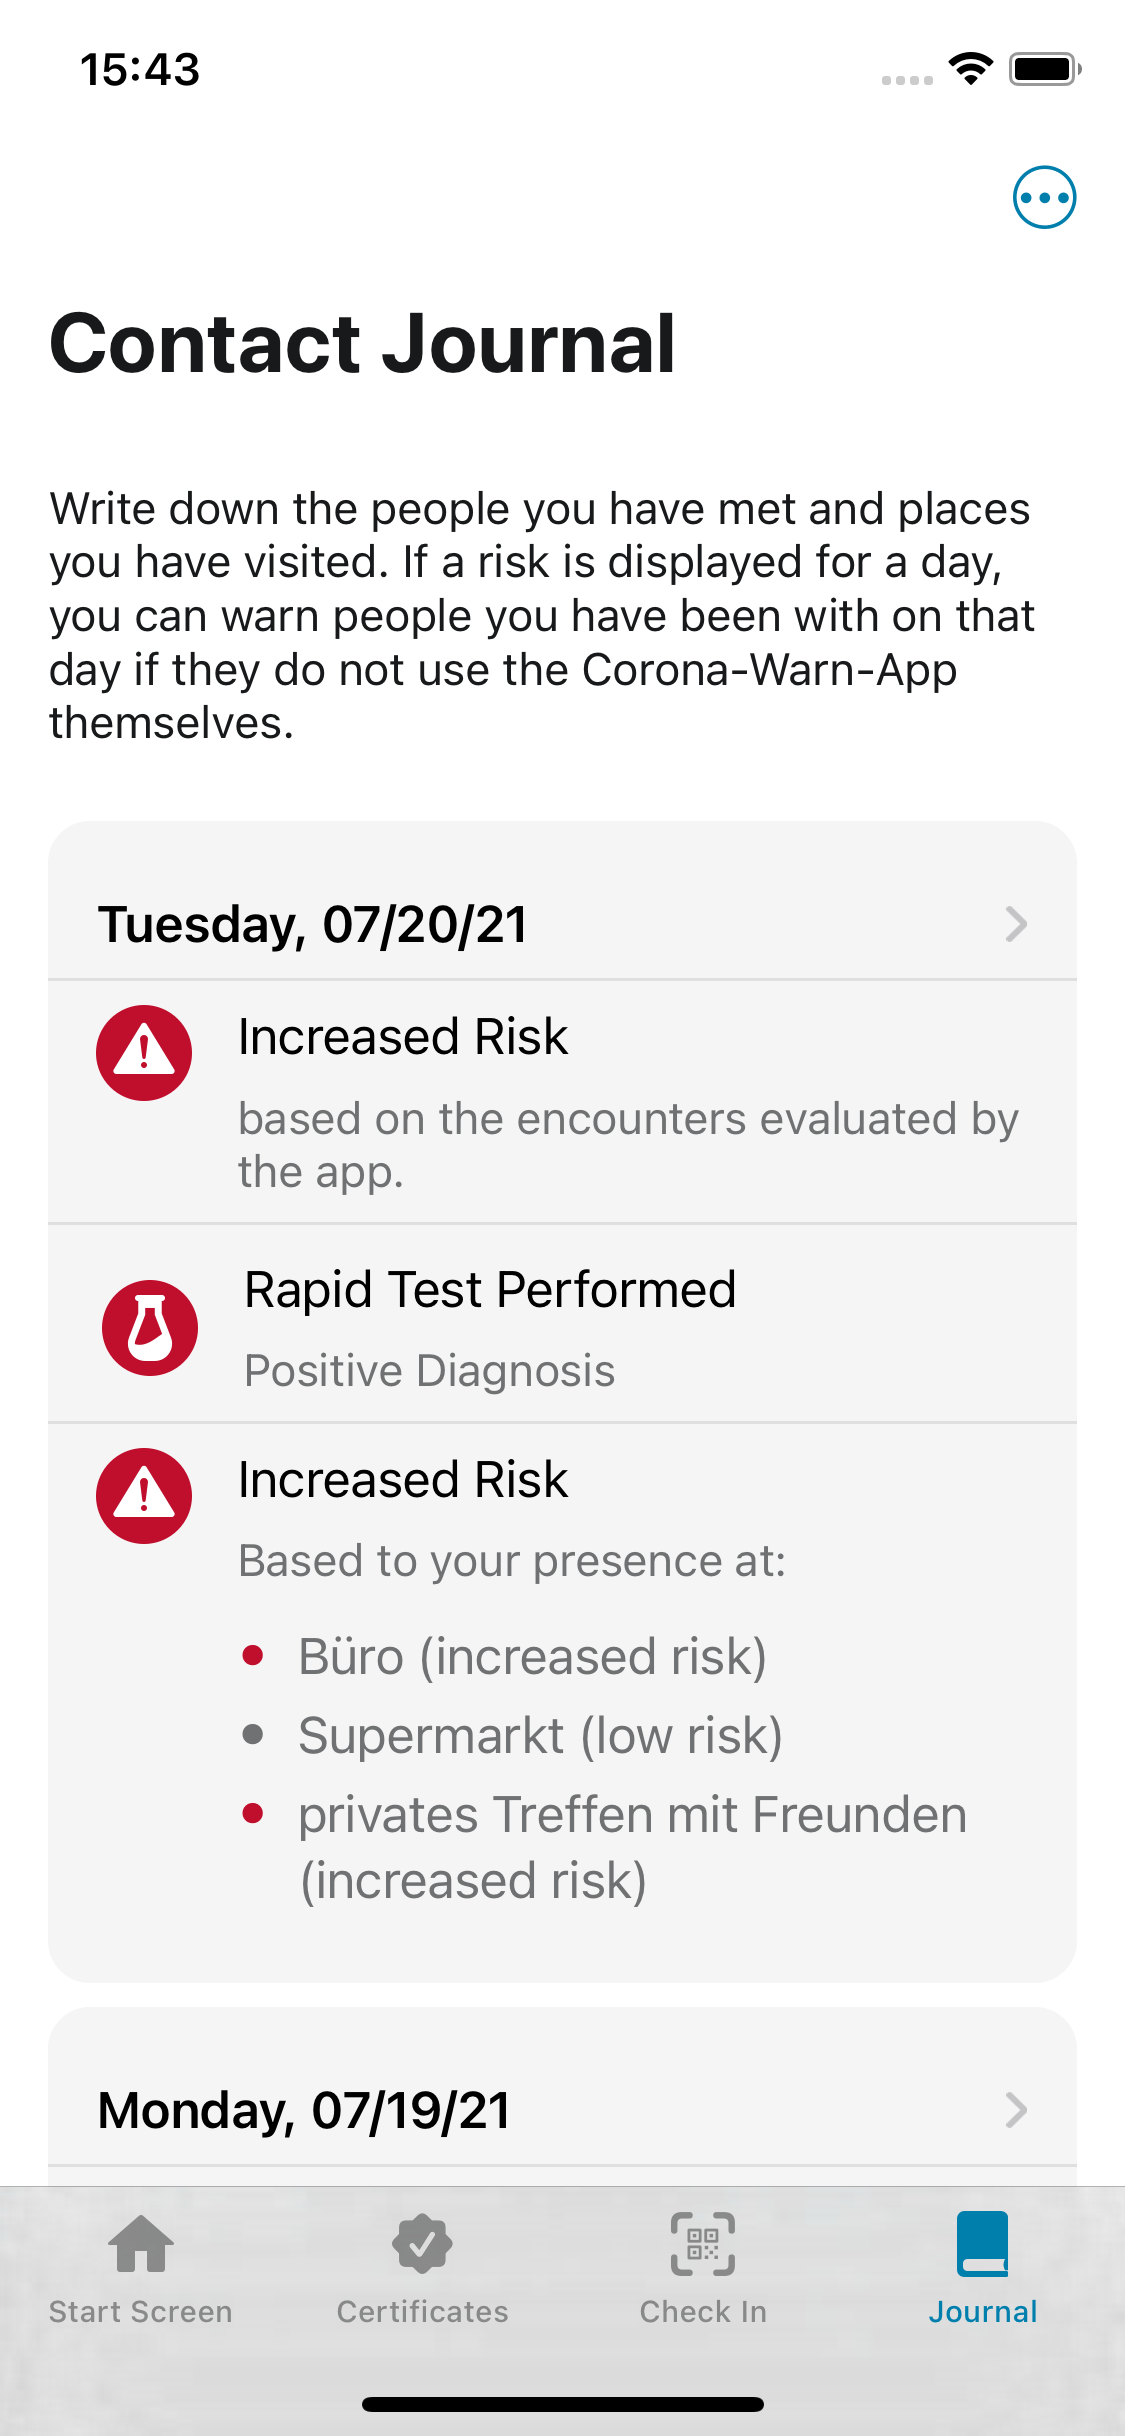 15:43
Contact Journal
Write down the people you have met and places
you have visited. If a risk is displayed for a day,
you can warn people you have been with on that
day if they do not use the Corona-Warn-App
themselves.
Tuesday, 07/20/21
Increased Risk
based on the encounters evaluated by
the app.
Rapid Test Performed
Positive Diagnosis
Increased Risk
Based to your presence at:
• Büro (increased risk)
• Supermarkt (low risk)
• privates Treffen mit Freunden
(increased risk)
Monday, 07/19/21
Start Screen
Certificates
Check In
Journal